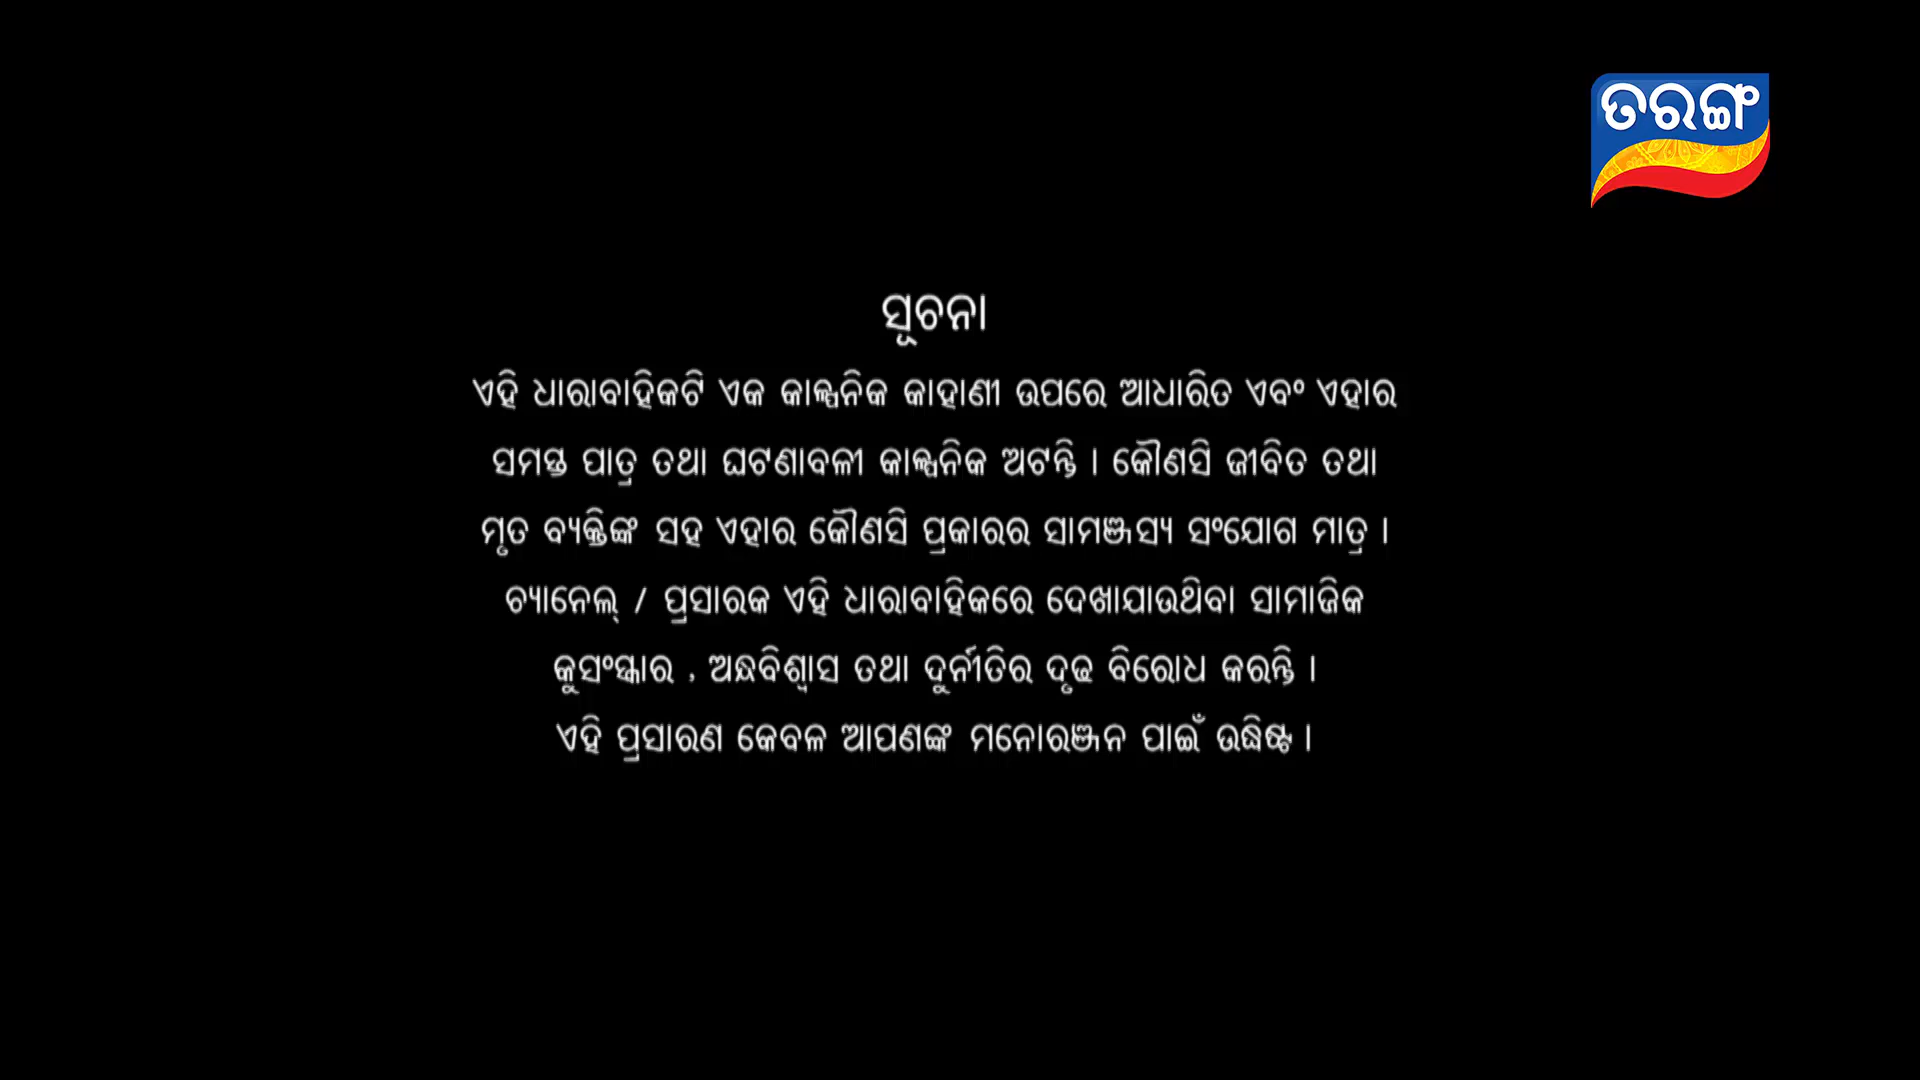 ତରଙ୍ଗ
ସୂଚନା
ଏହି ଧାରାବାହିକଟି ଏକ କାଳ୍ପନିକ କାହାଣୀ ଉପରେ ଆଧାରିତ ଏବଂ ଏହାର
ସମସ୍ତ ପାତ୍ର ତଥା ଘଟଣାବଳୀ କାଳ୍ପନିକ ଅଟନ୍ତି । କୌଣସି ଜୀବିତ ତଥା
ମୃତ ବ୍ୟକ୍ତିଙ୍କ ସହ ଏହାର କୌଣସି ପ୍ରକାରର ସାମଞ୍ଜସ୍ୟ ସଂଯୋଗ ମାତ୍ର ।
ଚ୍ୟାନେଲ୍ / ପ୍ରସାରକ ଏହି ଧାରାବାହିକରେ ଦେଖାଯାଉଥିବା ସାମାଜିକ
କୁସଂସ୍କାର , ଅନ୍ଧବିଶ୍ୱାସ ତଥା ଦୁର୍ନୀତିର ଦୃଢ ବିରୋଧ କରନ୍ତି ।
ଏହି ପ୍ରସାରଣ କେବଳ ଆପଣଙ୍କ ମନୋରଞ୍ଜନ ପାଇଁ ଉଦ୍ଧିଷ୍ଟ ।